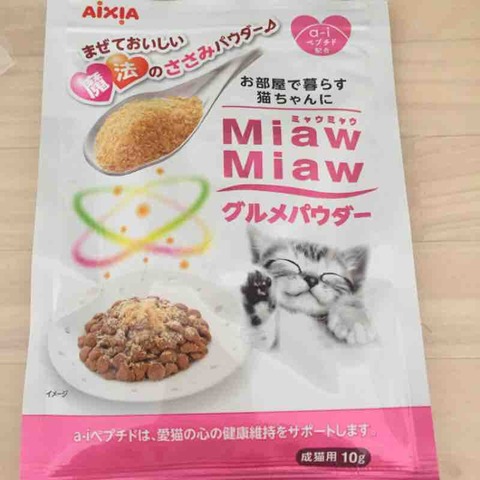 AIXIA
a-i
ペプチド
配合
まぜておいしい
魔法のささみパウダー♪
お部屋で暮らす
猫ちゃんに
ミャウミャウ
Miaw
Miaw
グルメパウダー
イメージ
a-iペプチドは、愛猫の心の健康維持をサポートします。
成猫用 10g